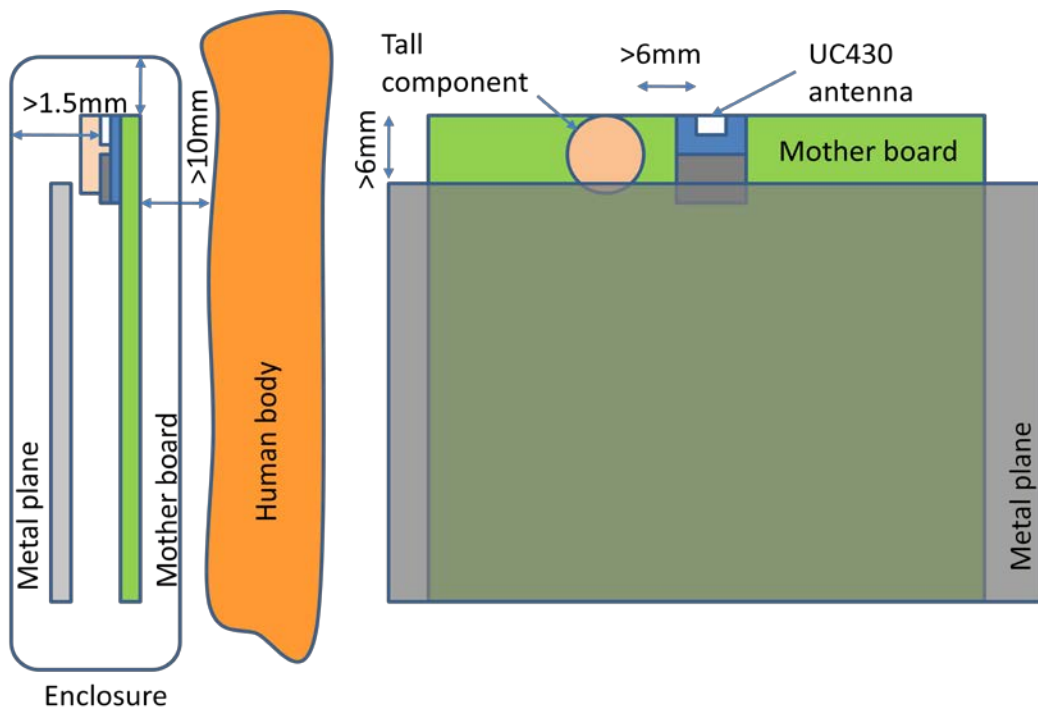 >1.5mm
>10mm
Metal plane
Mother board
Human body
Enclosure
Tall
component
>6mm
UC430
antenna
>6mm
Mother board
Metal plane